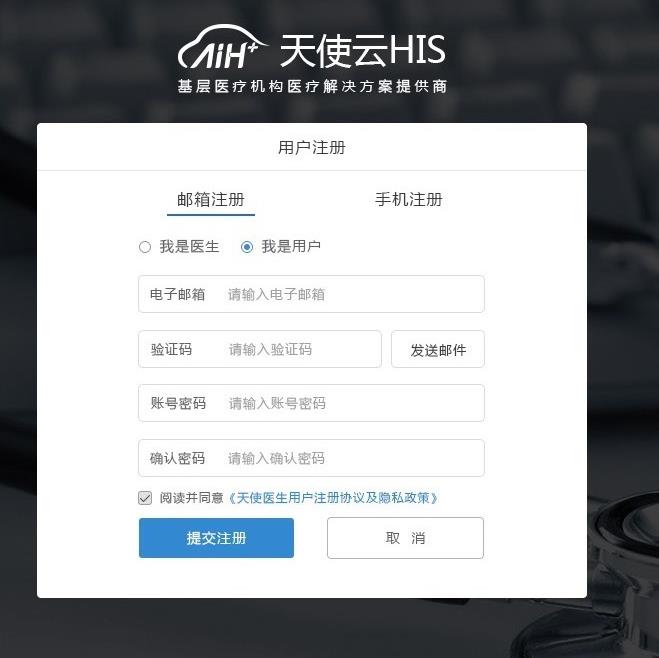 AiH+ 天使云HIS
基层医疗机构医疗解决方案提供商
用户注册
邮箱注册 手机注册
我是医生 我是用户
电子邮箱 请输入电子邮箱
验证码 请输入验证码 发送邮件
账号密码 请输入账号密码
确认密码 请输入确认密码
阅读并同意《天使医生用户注册协议及隐私政策》
提交注册 取 消